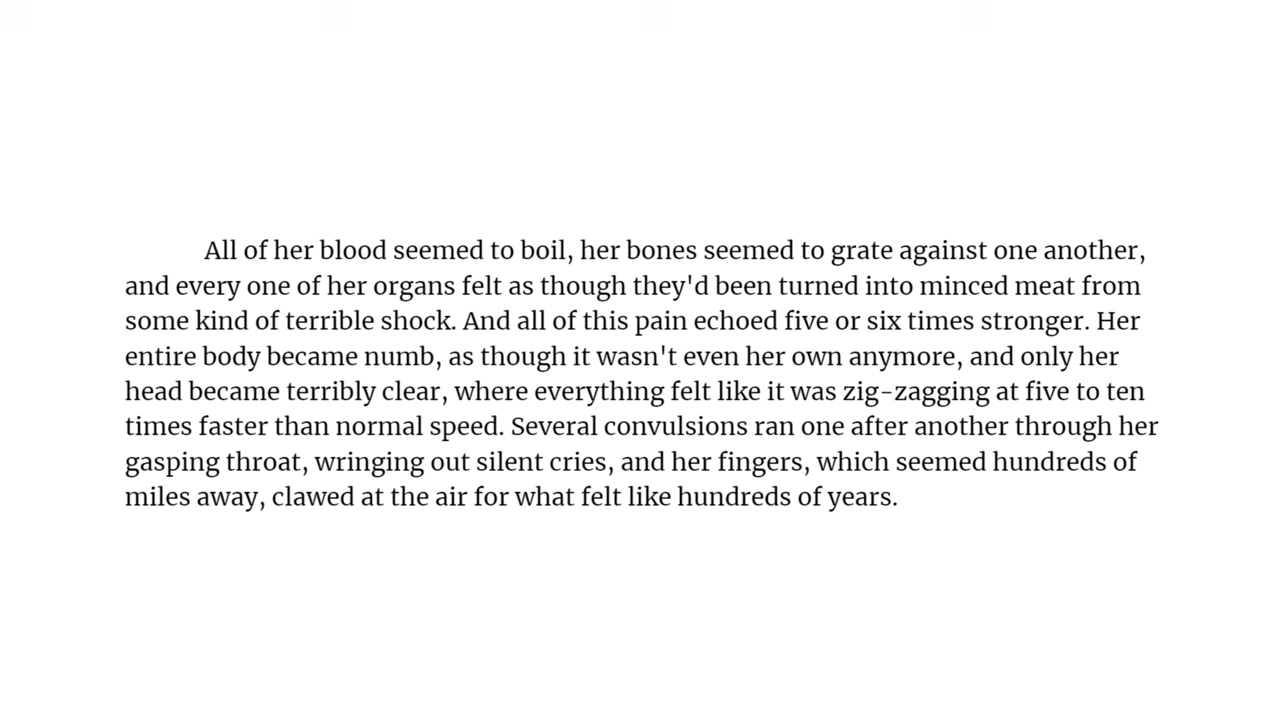 All of her blood seemed to boil, her bones seemed to grate against one another,
and every one of her organs felt as though they'd been turned into minced meat from
some kind of terrible shock. And all of this pain echoed five or six times stronger. Her
entire body became numb, as though it wasn't even her own anymore, and only her
head became terribly clear, where everything felt like it was zig-zagging at five to ten
times faster than normal speed. Several convulsions ran one after another through her
gasping throat, wringing out silent cries, and her fingers, which seemed hundreds of
miles away, clawed at the air for what felt like hundreds of years.